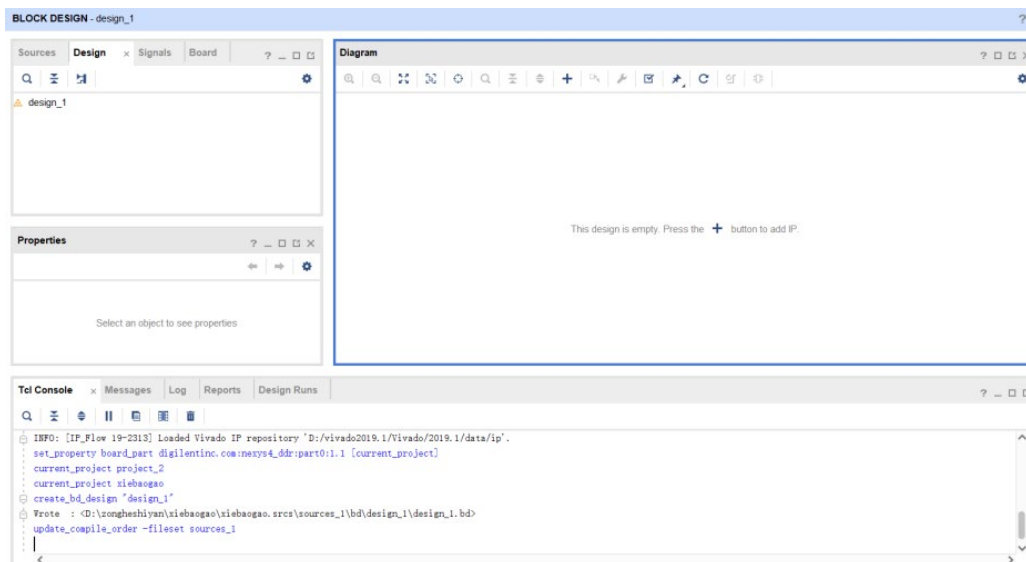 BLOCK DESIGN - design_1
Sources Design Signals Board
design_1
Properties
Select an object to see properties
Diagram
This design is empty. Press the + button to add IP.
Tcl Console Messages Log Reports Design Runs
INFO: [IP_Flow 19-2313] Loaded Vivado IP repository 'D:/vivado2019.1/Vivado/2019.1/data/ip'.
set_property board_part digilentinc.com:nexys4_ddr:part0:1.1 [current_project]
current_project project_2
current_project xiebaogao
create_bd_design "design_1"
Wrote  : <D:\zongheshiyan\xiebaogao\xiebaogao.srcs\sources_1\bd\design_1\design_1.bd>
update_compile_order -fileset sources_1